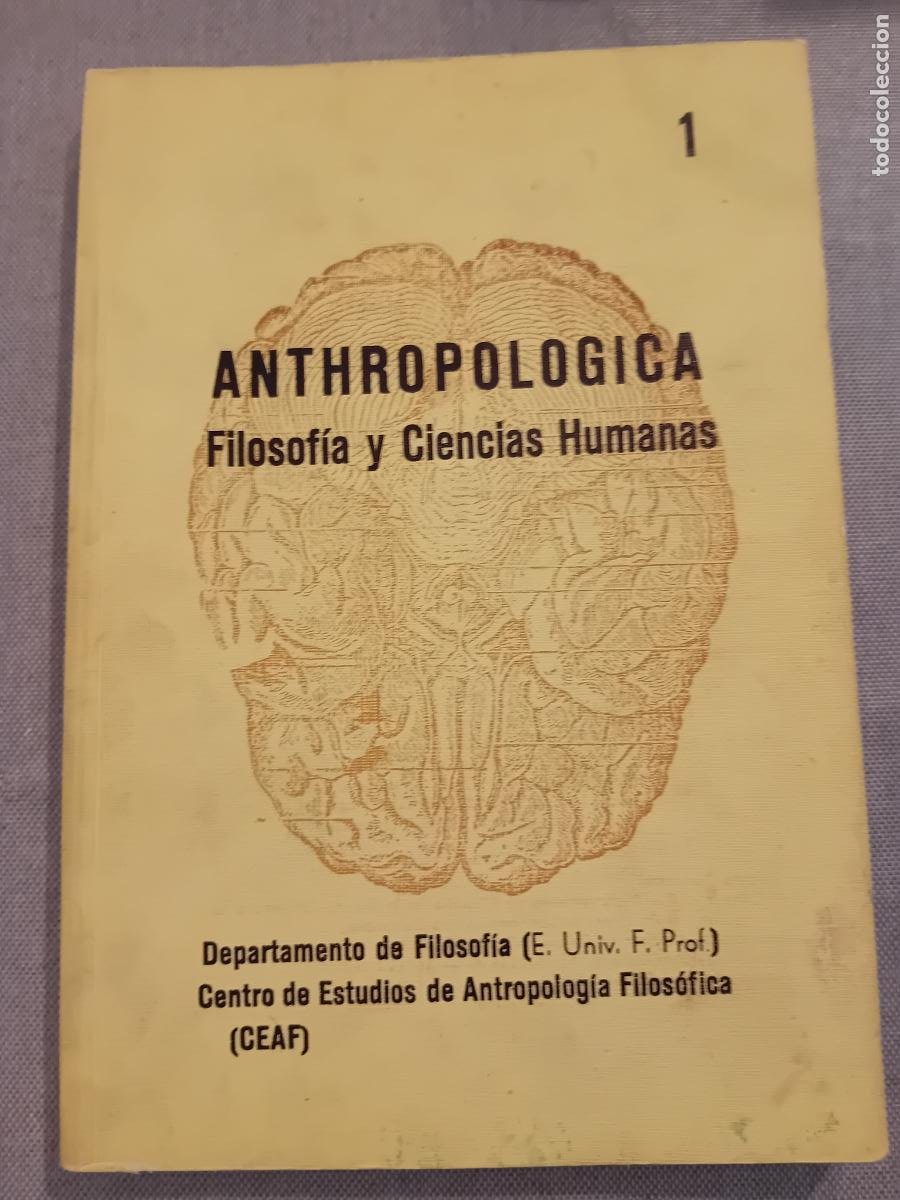 todocoleccion
1
ANTHROPOLOGICA
Filosofía y Ciencias Humanas
Departamento de Filosofía (E. Univ. F. Prof.)
Centro de Estudios de Antropología Filosófica
(CEAF)